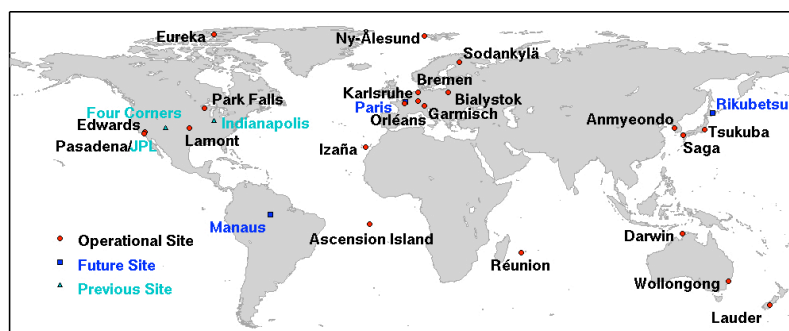 Eureka
Ny-Ålesund
Sodankylä
Bremen
Karlsruhe
Park Falls
Four Corners
Paris
Bialystok
Rikubetsu
Indianapolis
Orléans
Garmisch
Edwards
Anmyeondo
Tsukuba
Pasadena/JPL
Lamont
Izaña
Saga
Manaus
Operational Site
Ascension Island
Darwin
Future Site
Réunion
Previous Site
Wollongong
Lauder